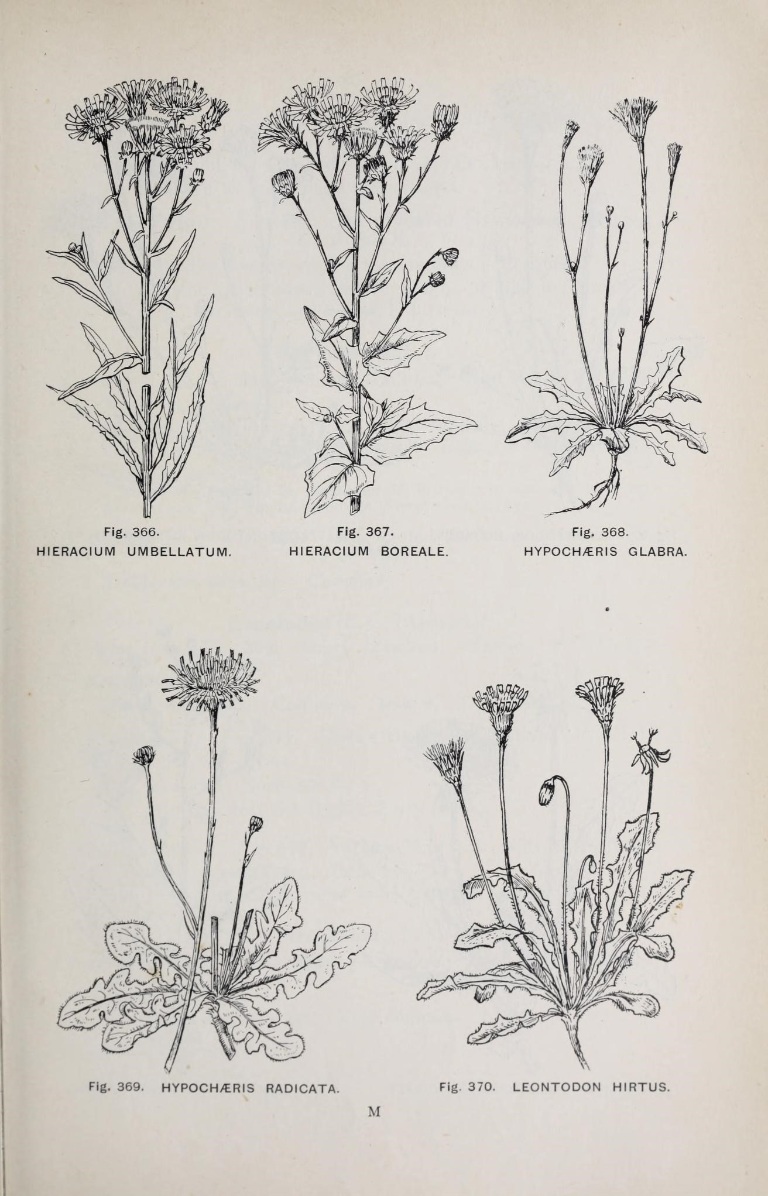 Fig. 366.
HIERACIUM UMBELLATUM.
Fig. 367.
HIERACIUM BOREALE.
Fig. 368.
HYPOCHÆRIS GLABRA.
Fig. 369. HYPOCHÆRIS RADICATA.
Fig. 370. LEONTODON HIRTUS.
M